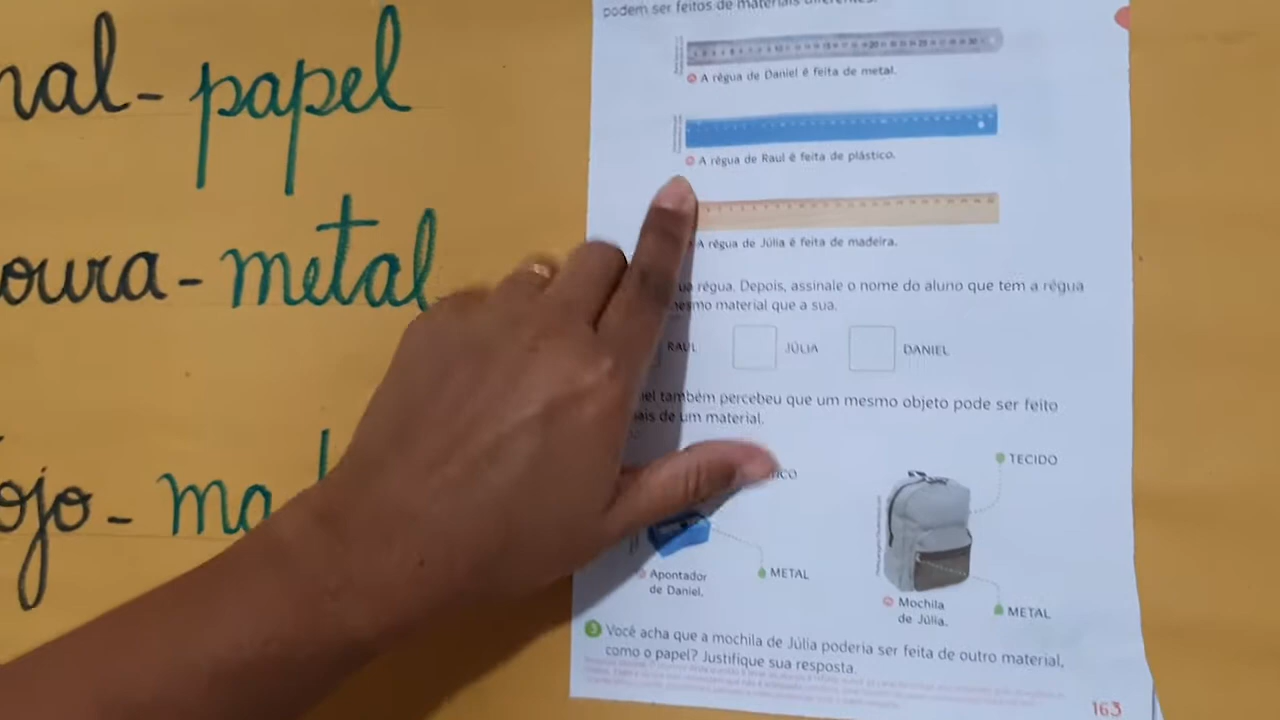 nal- papel
oura- metal
ojo- ma
podem ser feitos de materiais diferentes.
A régua de Daniel é feita de metal.
A régua de Raul é feita de plástico.
A régua de Júlia é feita de madeira.
régua. Depois, assinale o nome do aluno que tem a régua
mesmo material que a sua.
RAUL JÚLIA DANIEL
também percebeu que um mesmo objeto pode ser feito
de um material.
TECIDO
METAL
Apontador
de Daniel.
METAL
Mochila
de Júlia.
3 Você acha que a mochila de Júlia poderia ser feita de outro material,
como o papel? Justifique sua resposta.
163